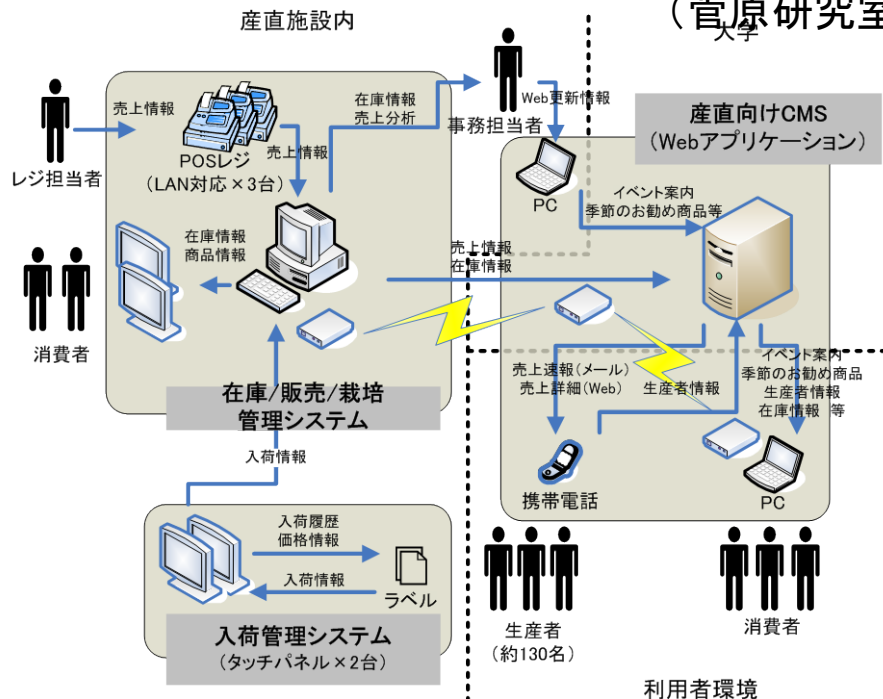 産直施設内
(菅原研究室
大学
売上情報
レジ担当者
POSレジ
(LAN対応×3台)
売上情報
在庫情報
売上分析
事務担当者
Web更新情報
PC
産直向けCMS
(Webアプリケーション)
イベント案内
季節のお勧め商品等
在庫情報
商品情報
消費者
売上情報
在庫情報
在庫/販売/栽培
管理システム
売上速報(メール)
売上詳細(Web)
生産者情報
イベント案内
季節のお勧め商品
生産者情報
在庫情報 等
携帯電話
PC
入荷情報
入荷履歴
価格情報
入荷情報
ラベル
入荷管理システム
(タッチパネル×2台)
生産者
(約130名)
消費者
利用者環境